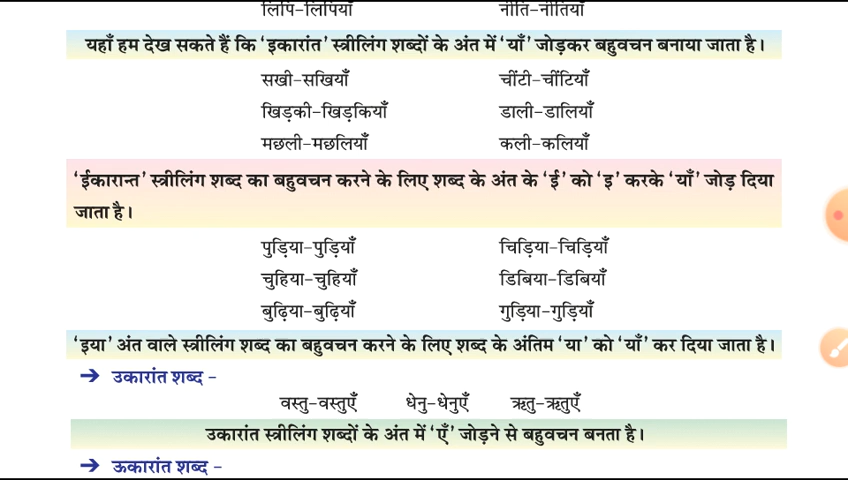 लिपि–लिपियाँ नीति–नीतियाँ
यहाँ हम देख सकते हैं कि ‘इकारांत’ स्त्रीलिंग शब्दों के अंत में ‘याँ’ जोड़कर बहुवचन बनाया जाता है।
सखी–सखियाँ चींटी–चींटियाँ
खिड़की–खिड़कियाँ डाली–डालियाँ
मछली–मछलियाँ कली–कलियाँ
‘ईकारान्त’ स्त्रीलिंग शब्द का बहुवचन करने के लिए शब्द के अंत के ‘ई’ को ‘इ’ करके ‘याँ’ जोड़ दिया
जाता है।
पुड़िया–पुड़ियाँ चिड़िया–चिड़ियाँ
चुहिया–चुहियाँ डिबिया–डिबियाँ
बुढ़िया–बुढ़ियाँ गुड़िया–गुड़ियाँ
‘इया’ अंत वाले स्त्रीलिंग शब्द का बहुवचन करने के लिए शब्द के अंतिम ‘या’ को ‘याँ’ कर दिया जाता है।
➔ उकारांत शब्द –
वस्तु–वस्तुएँ धेनु–धेनुएँ ऋतु–ऋतुएँ
उकारांत स्त्रीलिंग शब्दों के अंत में ‘एँ’ जोड़ने से बहुवचन बनता है।
➔ ऊकारांत शब्द –